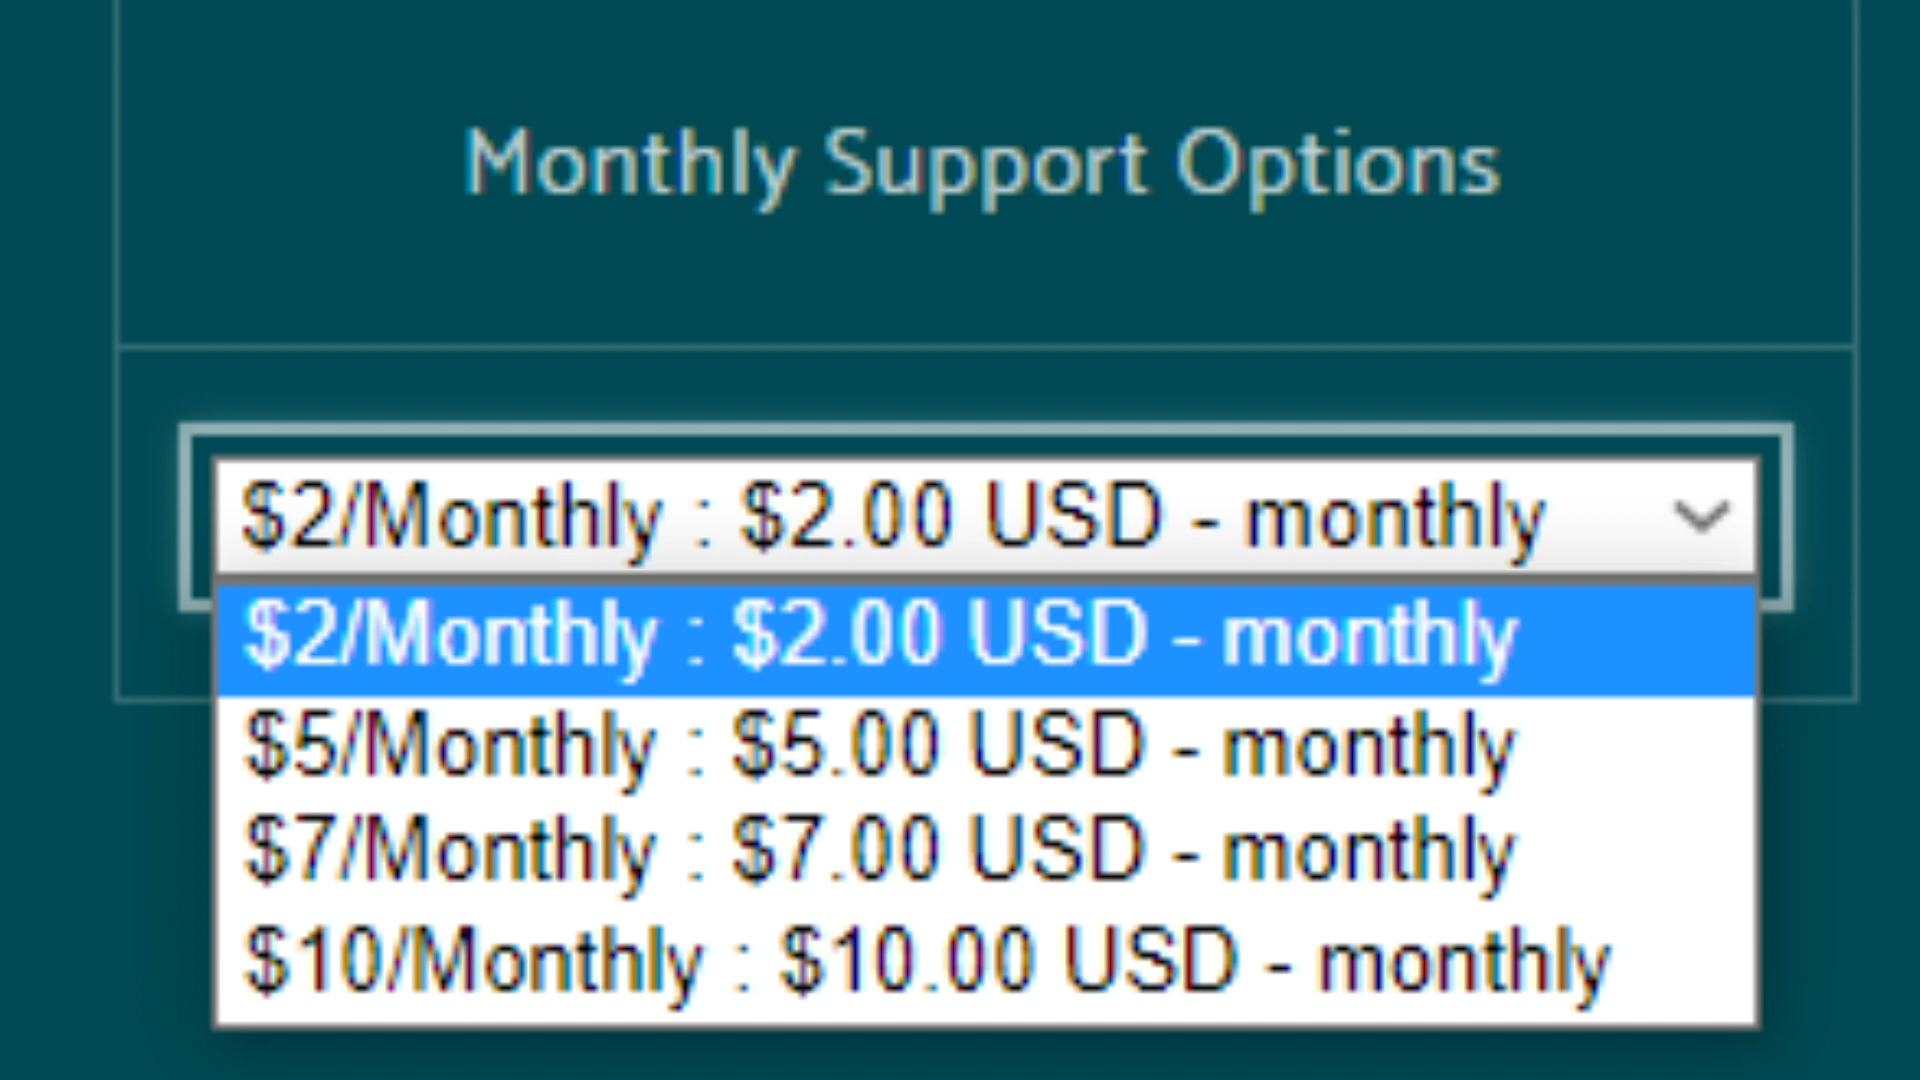 Monthly Support Options
$2/Monthly : $2.00 USD - monthly
$2/Monthly : $2.00 USD - monthly
$5/Monthly : $5.00 USD - monthly
$7/Monthly : $7.00 USD - monthly
$10/Monthly : $10.00 USD - monthly